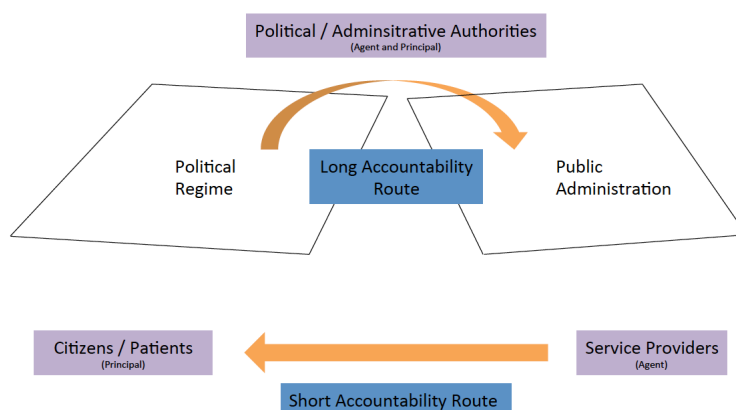 Political / Adminsitrative Authorities
(Agent and Principal)
Political
Regime
Long Accountability
Route
Public
Administration
Citizens / Patients
(Principal)
Service Providers
(Agent)
Short Accountability Route